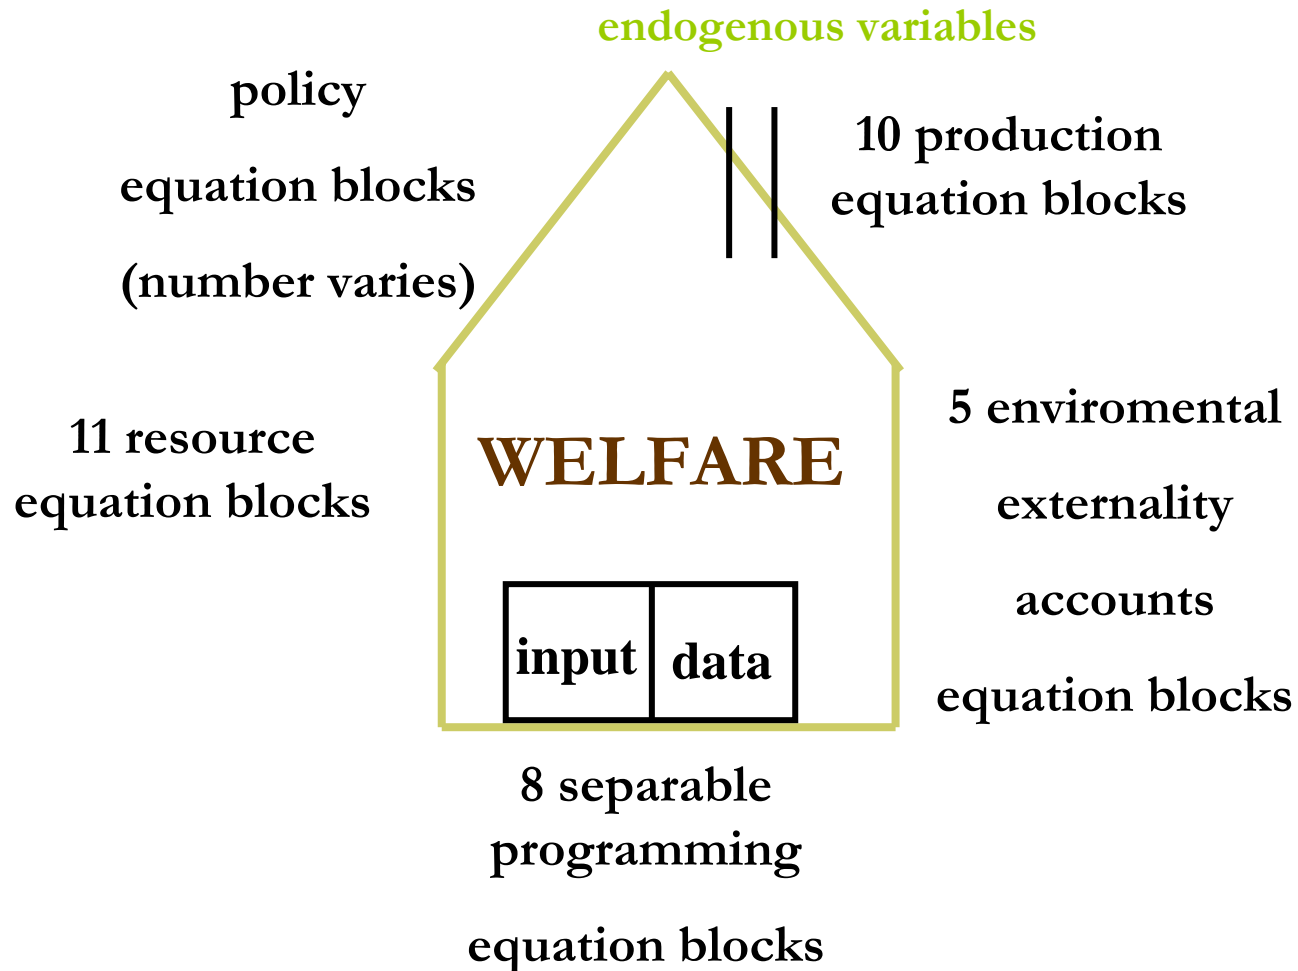 endogenous variables
policy
equation blocks
(number varies)
10 production
equation blocks
11 resource
equation blocks
WELFARE
5 enviromental
externality
accounts
equation blocks
input
data
8 separable
programming
equation blocks